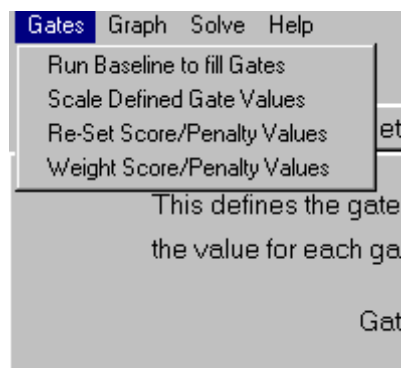 Gates Graph Solve Help
Run Baseline to fill Gates
Scale Defined Gate Values
Re-Set Score/Penalty Values
et
Weight Score/Penalty Values
This defines the gate
the value for each ga
Gat